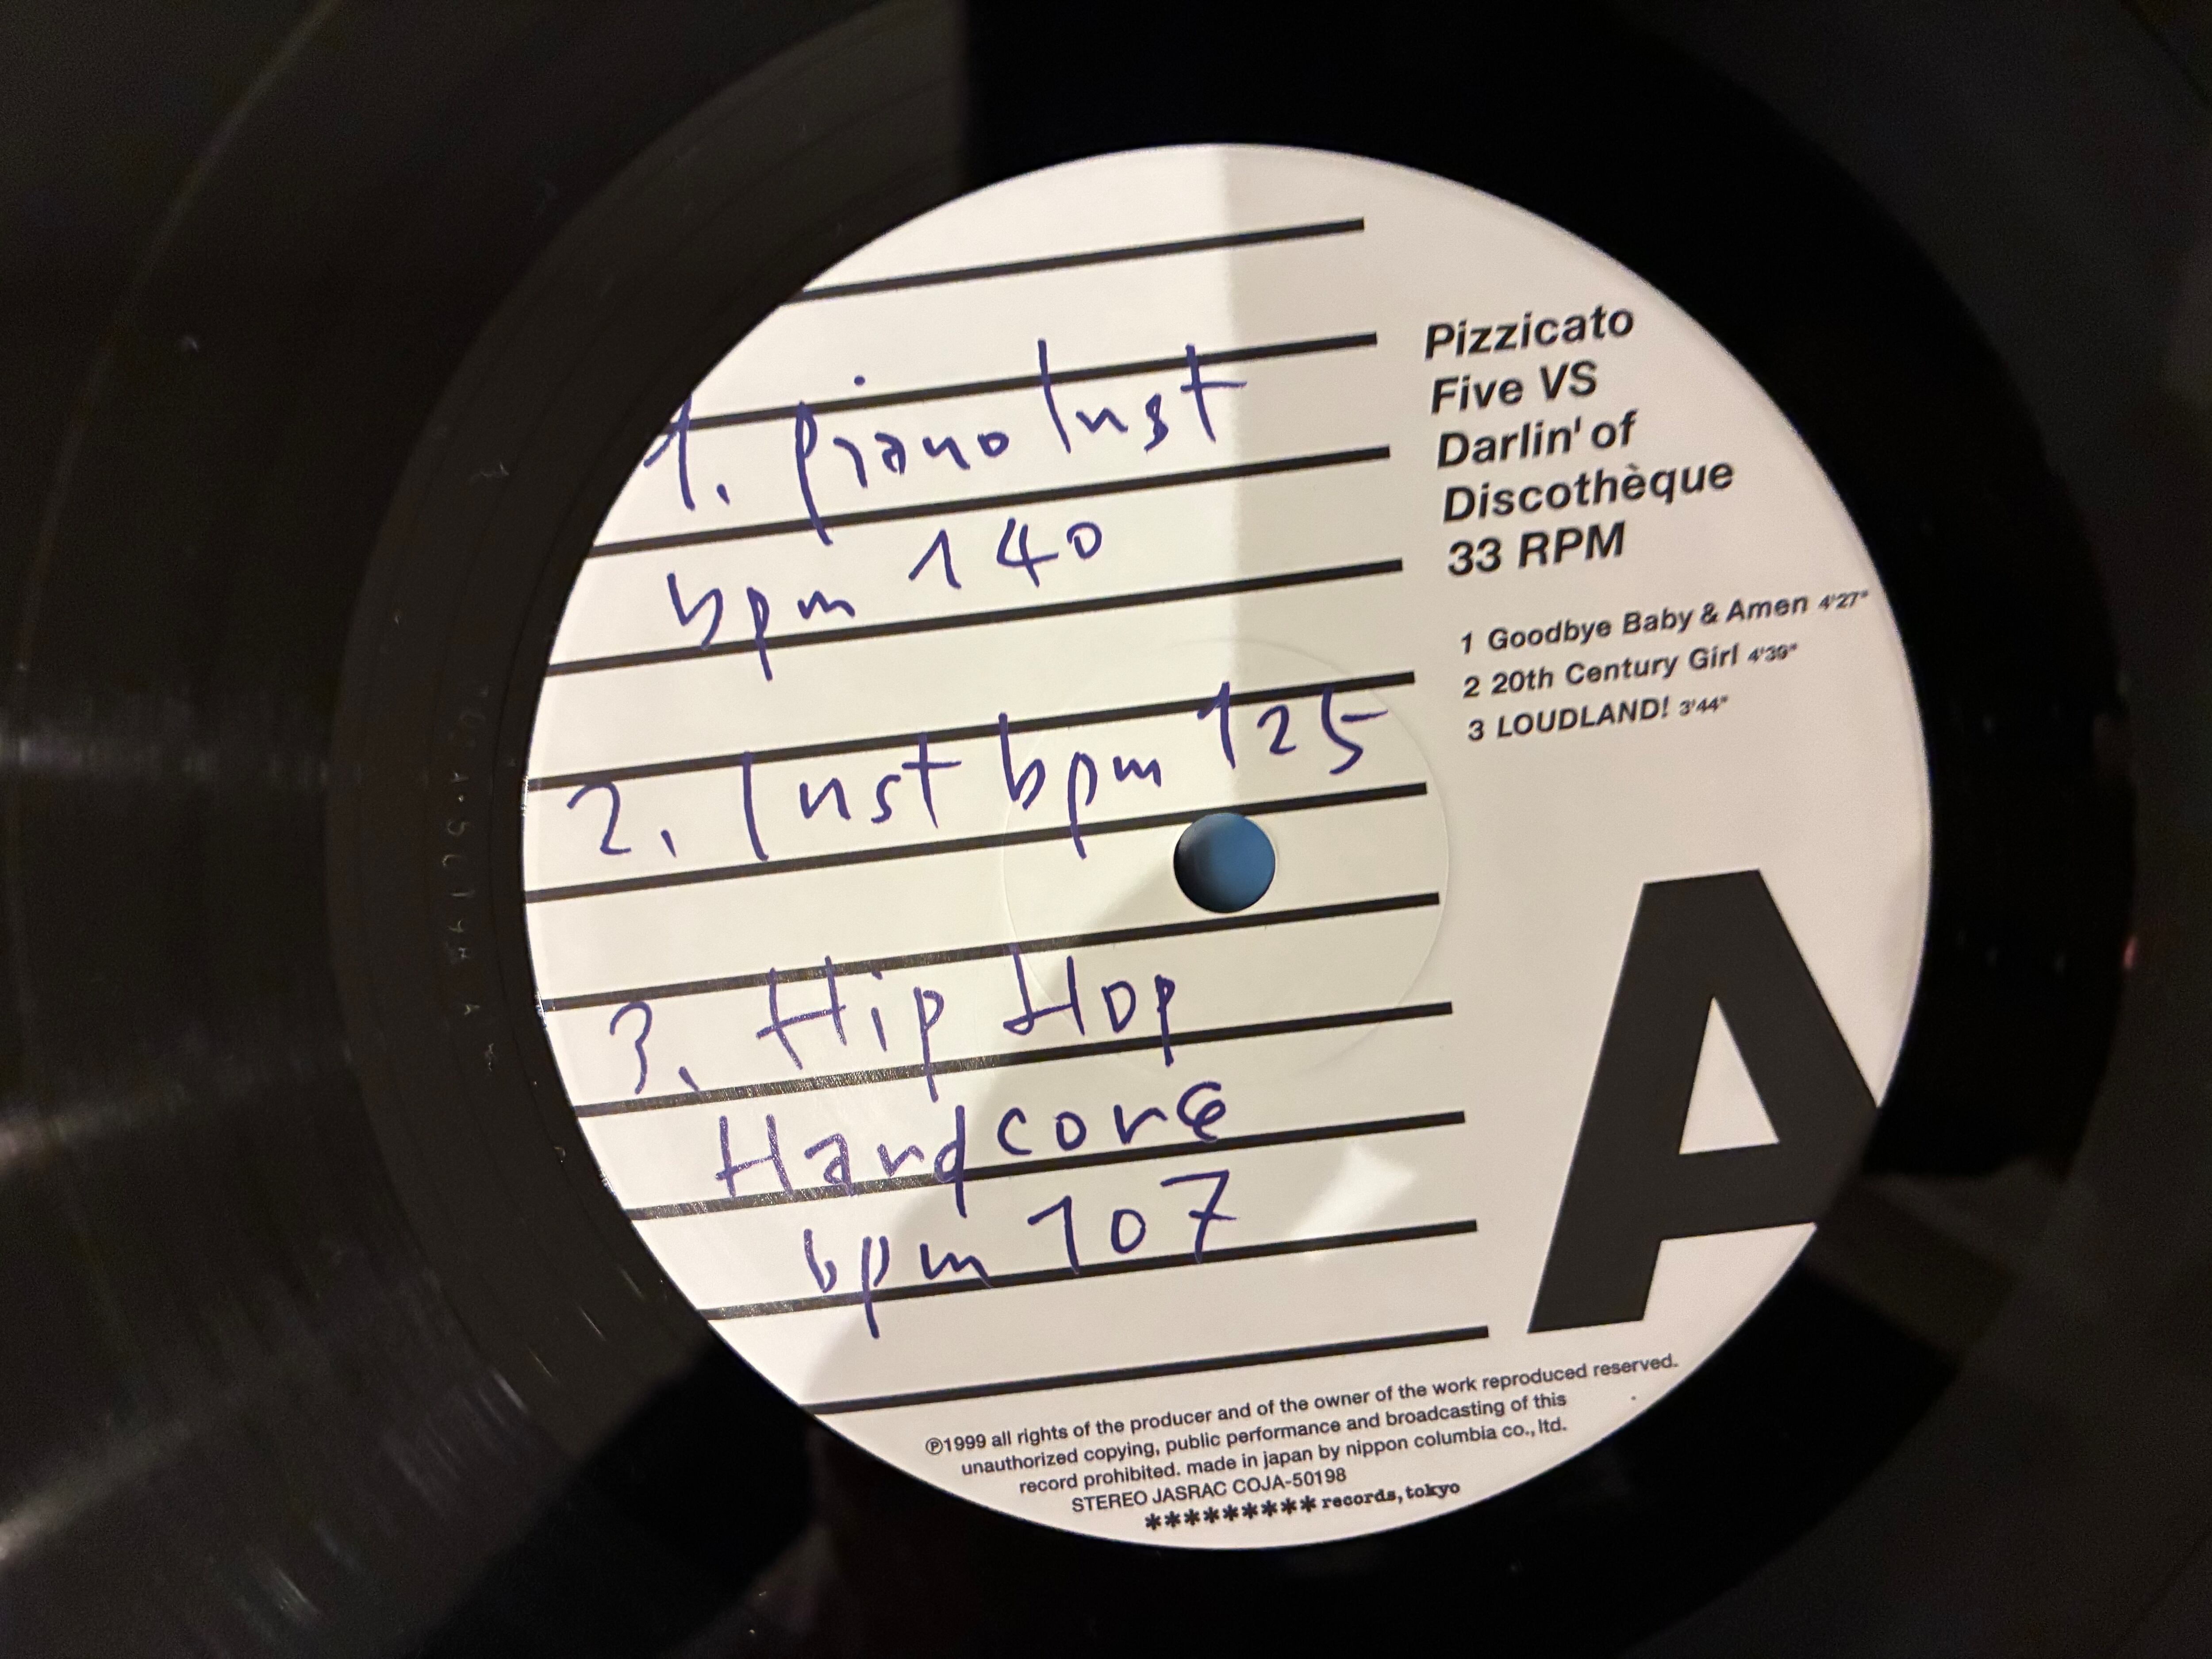 1. Piano Inst
bpm 140
2. Inst bpm 125
3. Hip Hop
Hardcore
bpm 107
Pizzicato
Five VS
Darlin' of
Discothèque
33 RPM
1 Goodbye Baby & Amen 4'27"
2 20th Century Girl 4'39"
3 LOUDLAND! 3'44"
A
℗1999 all rights of the producer and of the owner of the work reproduced reserved.
unauthorized copying, public performance and broadcasting of this
record prohibited. made in japan by nippon columbia co., ltd.
STEREO JASRAC COJA-50198
********* records, tokyo